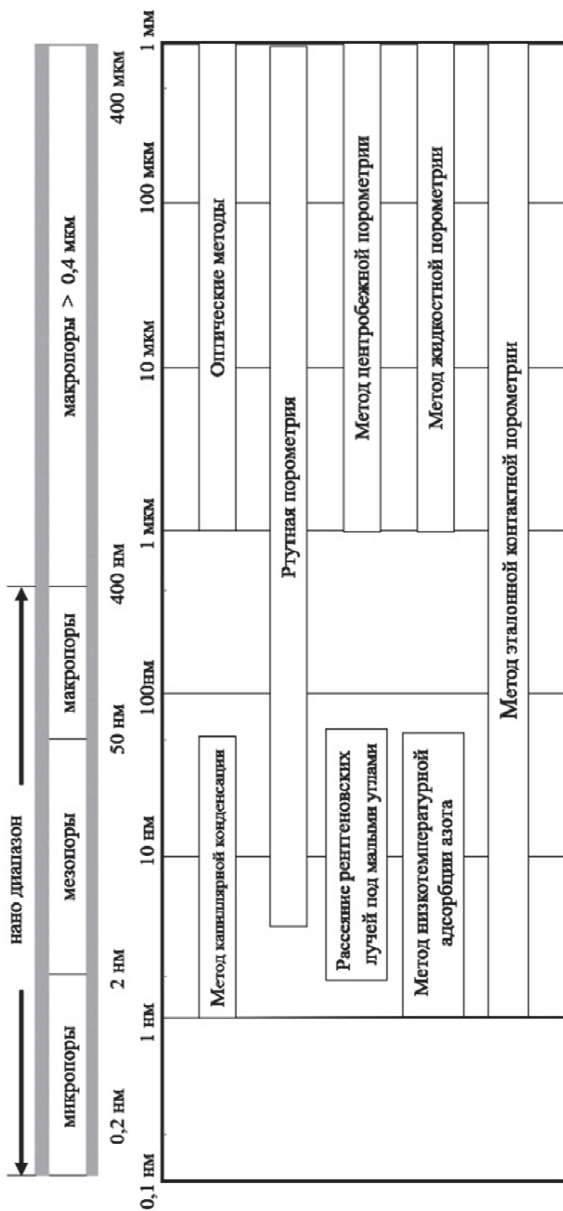 нано диапазон
микропоры
мезопоры
макропоры
макропоры > 0,4 мкм
0,2 нм
2 нм
50 нм
400 нм
400 мкм
0,1 нм
1 нм
10 нм
100нм
1 мкм
10 мкм
100 мкм
1 мм
Метод капиллярной конденсации
Оптические методы
Ртутная порометрия
Рассеяние рентгеновских
лучей под малыми углами
Метод центробежной порометрии
Метод низкотемпературной
адсорбции азота
Метод жидкостной порометрии
Метод эталонной контактной порометрии